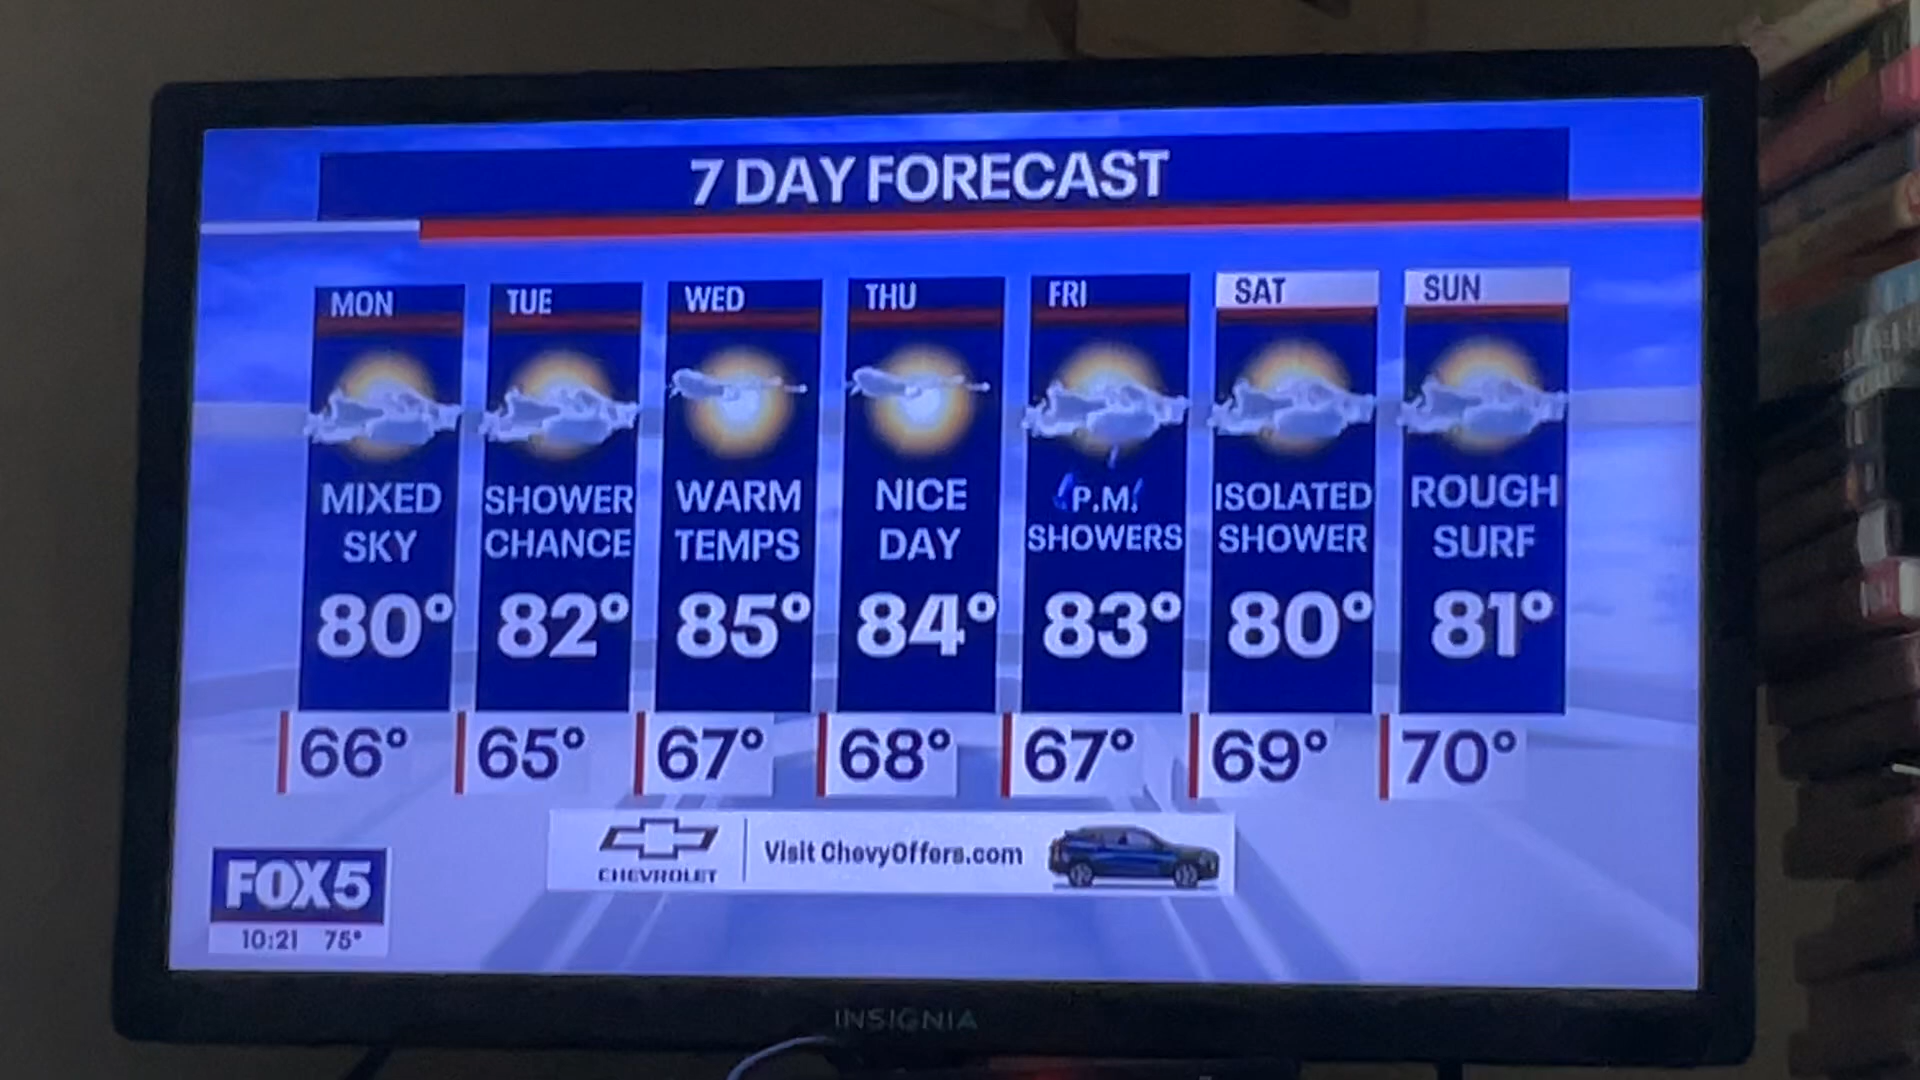 7 DAY FORECAST
MON
MIXED
SKY
80°
66°
TUE
SHOWER
CHANCE
82°
65°
WED
WARM
TEMPS
85°
67°
THU
NICE
DAY
84°
68°
FRI
P.M.
SHOWERS
83°
67°
SAT
ISOLATED
SHOWER
80°
69°
SUN
ROUGH
SURF
81°
70°
CHEVROLET
Visit ChevyOffers.com
FOX 5
10:21 75°
INSIGNIA